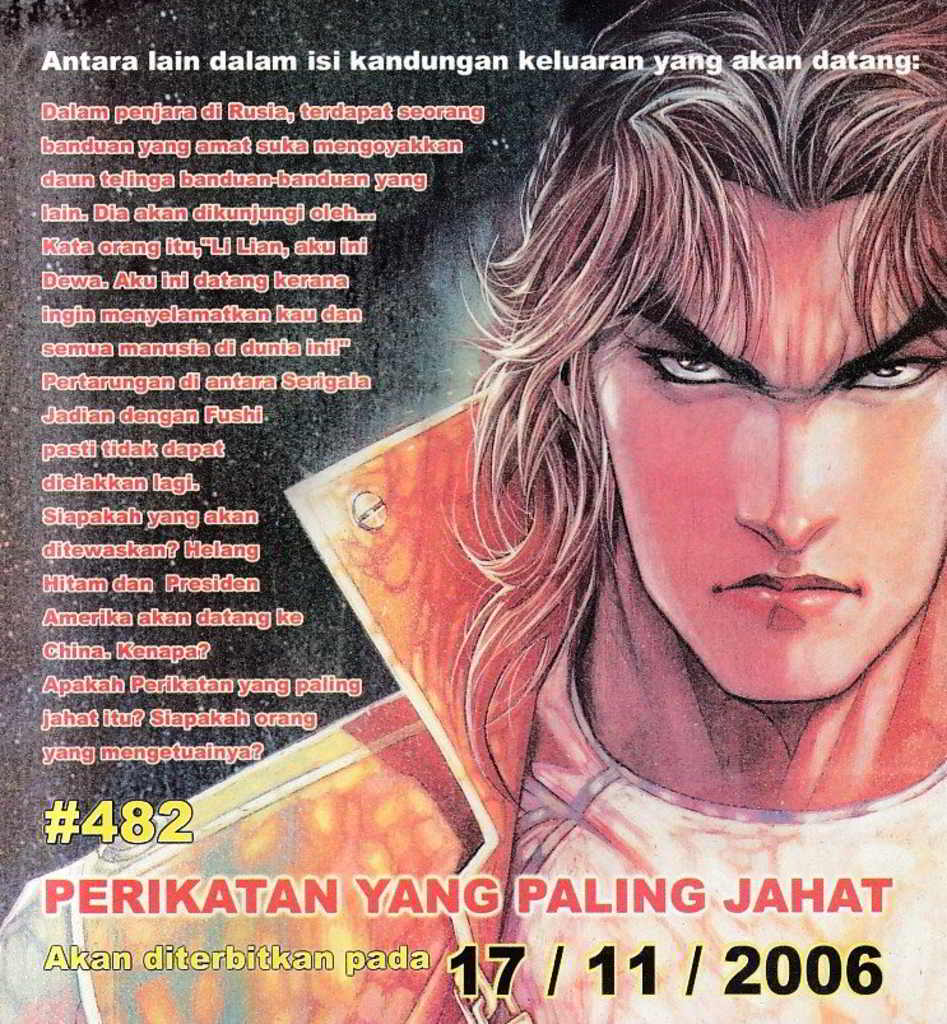 Antara lain dalam isi kandungan keluaran yang akan datang:
Dalam penjara di Rusia, terdapat seorang
banduan yang amat suka mengoyakkan
daun telinga banduan-banduan yang
lain. Dia akan dikunjungi oleh...
Kata orang itu,"Li Lian, aku ini
Dewa. Aku ini datang kerana
ingin menyelamatkan kau dan
semua manusia di dunia ini!"
Pertarungan di antara Serigala
Jadian dengan Fushi
pasti tidak dapat
dielakkan lagi.
Siapakah yang akan
ditewaskan? Helang
Hitam dan Presiden
Amerika akan datang ke
China. Kenapa?
Apakah Perikatan yang paling
jahat itu? Siapakah orang
yang mengetuainya?
#482
PERIKATAN YANG PALING JAHAT
Akan diterbitkan pada 17 / 11 / 2006